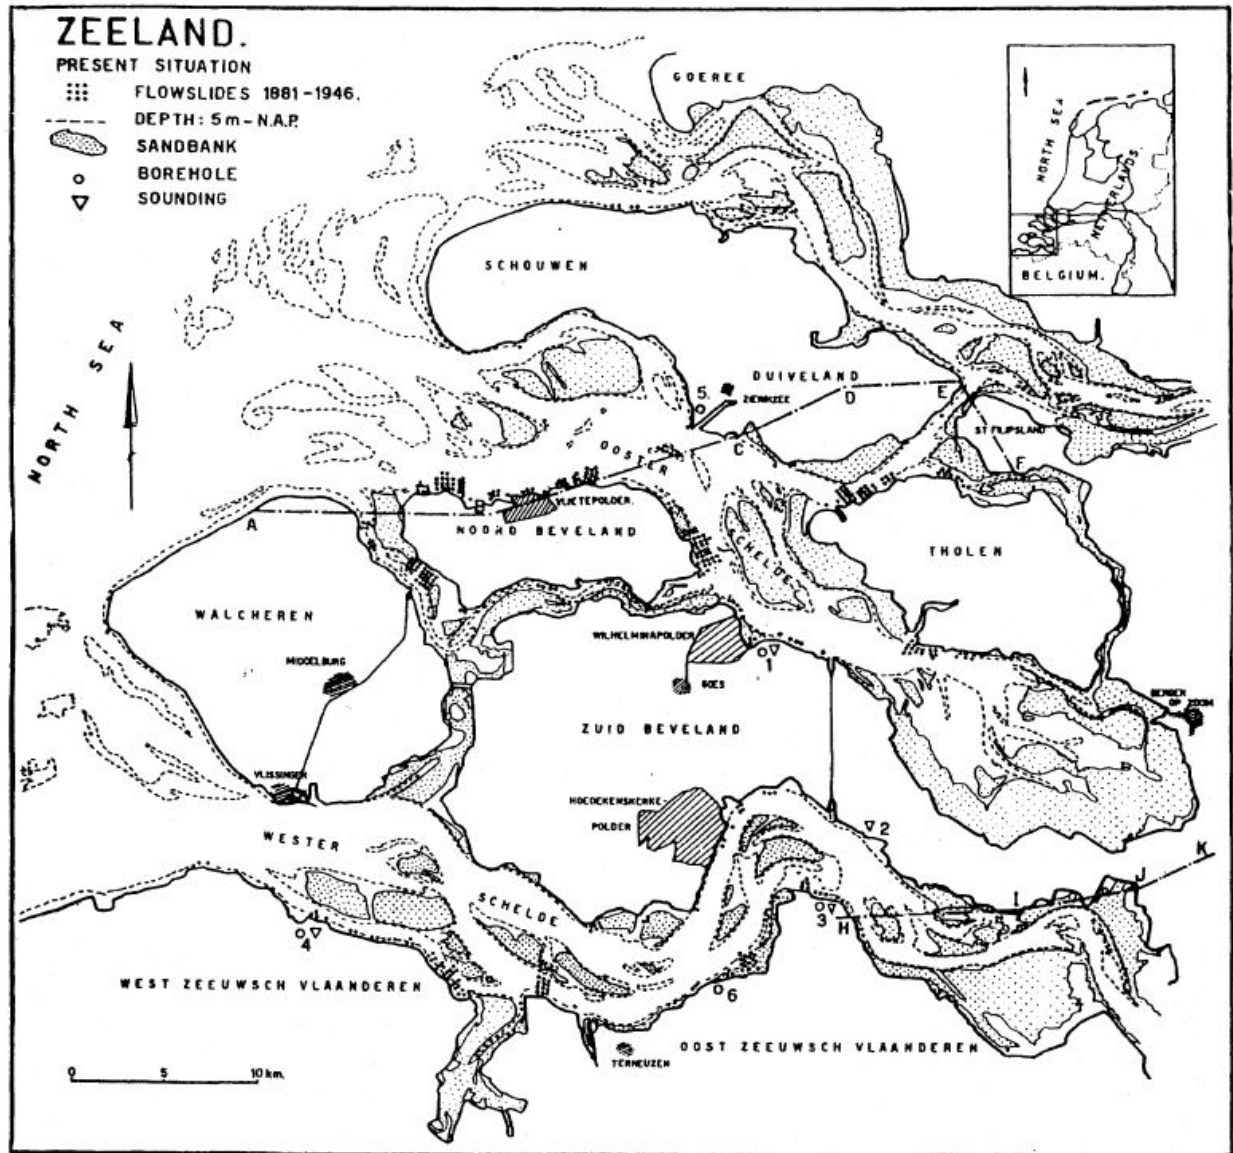 ZEELAND.
PRESENT SITUATION
FLOWSLIDES 1881-1946.
DEPTH: 5m-N.A.P.
SANDBANK
BOREHOLE
SOUNDING
GOEREE
NORTH SEA
NETHERLANDS.
BELGIUM.
SCHOUWEN
NORTH SEA
DUIVELAND
ZIERIKZEE
5.
D
E
ST FILIPSLAND
C
F
OOSTER
SCHELDE
A
B
VLIETEPOLDER.
NOORD BEVELAND
THOLEN
WALCHEREN
WILHELMINAPOLDER
1
MIDDELBURG
GOES
BERGEN
OP ZOOM
ZUID BEVELAND
VLISSINGEN
HOEDEKENSKERKE-
POLDER
2
K
J
WESTER
SCHELDE
I
3
H
4
6
WEST ZEEUWSCH VLAANDEREN
OOST ZEEUWSCH VLAANDEREN
TERNEUZEN
0 5 10 km.